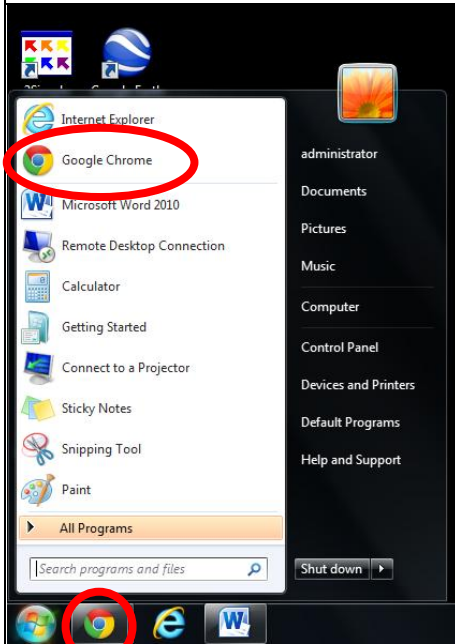 Internet Explorer
Google Chrome
Microsoft Word 2010
Remote Desktop Connection
Calculator
Getting Started
Connect to a Projector
Sticky Notes
Snipping Tool
Paint
All Programs
Search programs and files
administrator
Documents
Pictures
Music
Computer
Control Panel
Devices and Printers
Default Programs
Help and Support
Shut down